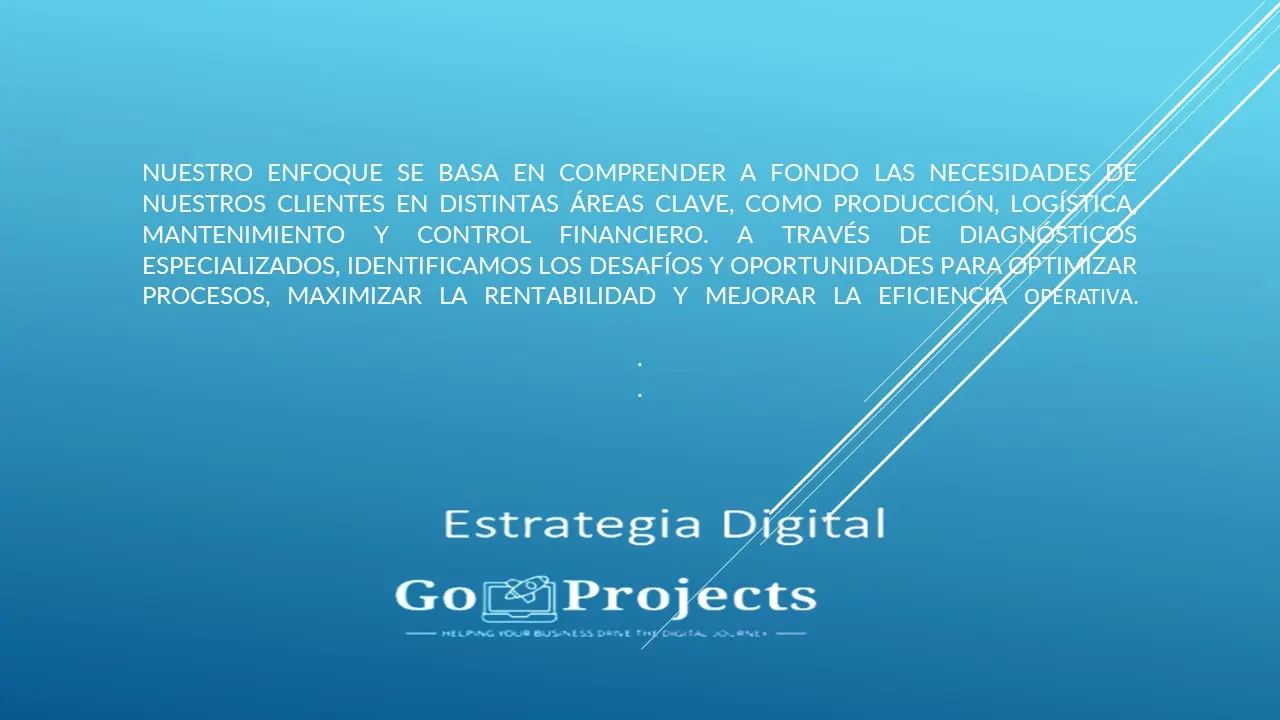 NUESTRO ENFOQUE SE BASA EN COMPRENDER A FONDO LAS NECESIDADES DE
NUESTROS CLIENTES EN DISTINTAS ÁREAS CLAVE, COMO PRODUCCIÓN, LOGÍSTICA,
MANTENIMIENTO Y CONTROL FINANCIERO. A TRAVÉS DE DIAGNÓSTICOS
ESPECIALIZADOS, IDENTIFICAMOS LOS DESAFÍOS Y OPORTUNIDADES PARA OPTIMIZAR
PROCESOS, MAXIMIZAR LA RENTABILIDAD Y MEJORAR LA EFICIENCIA OPERATIVA.
.
.
Estrategia Digital
Go Projects
HELPING YOUR BUSINESS DRIVE THE DIGITAL JOURNEY